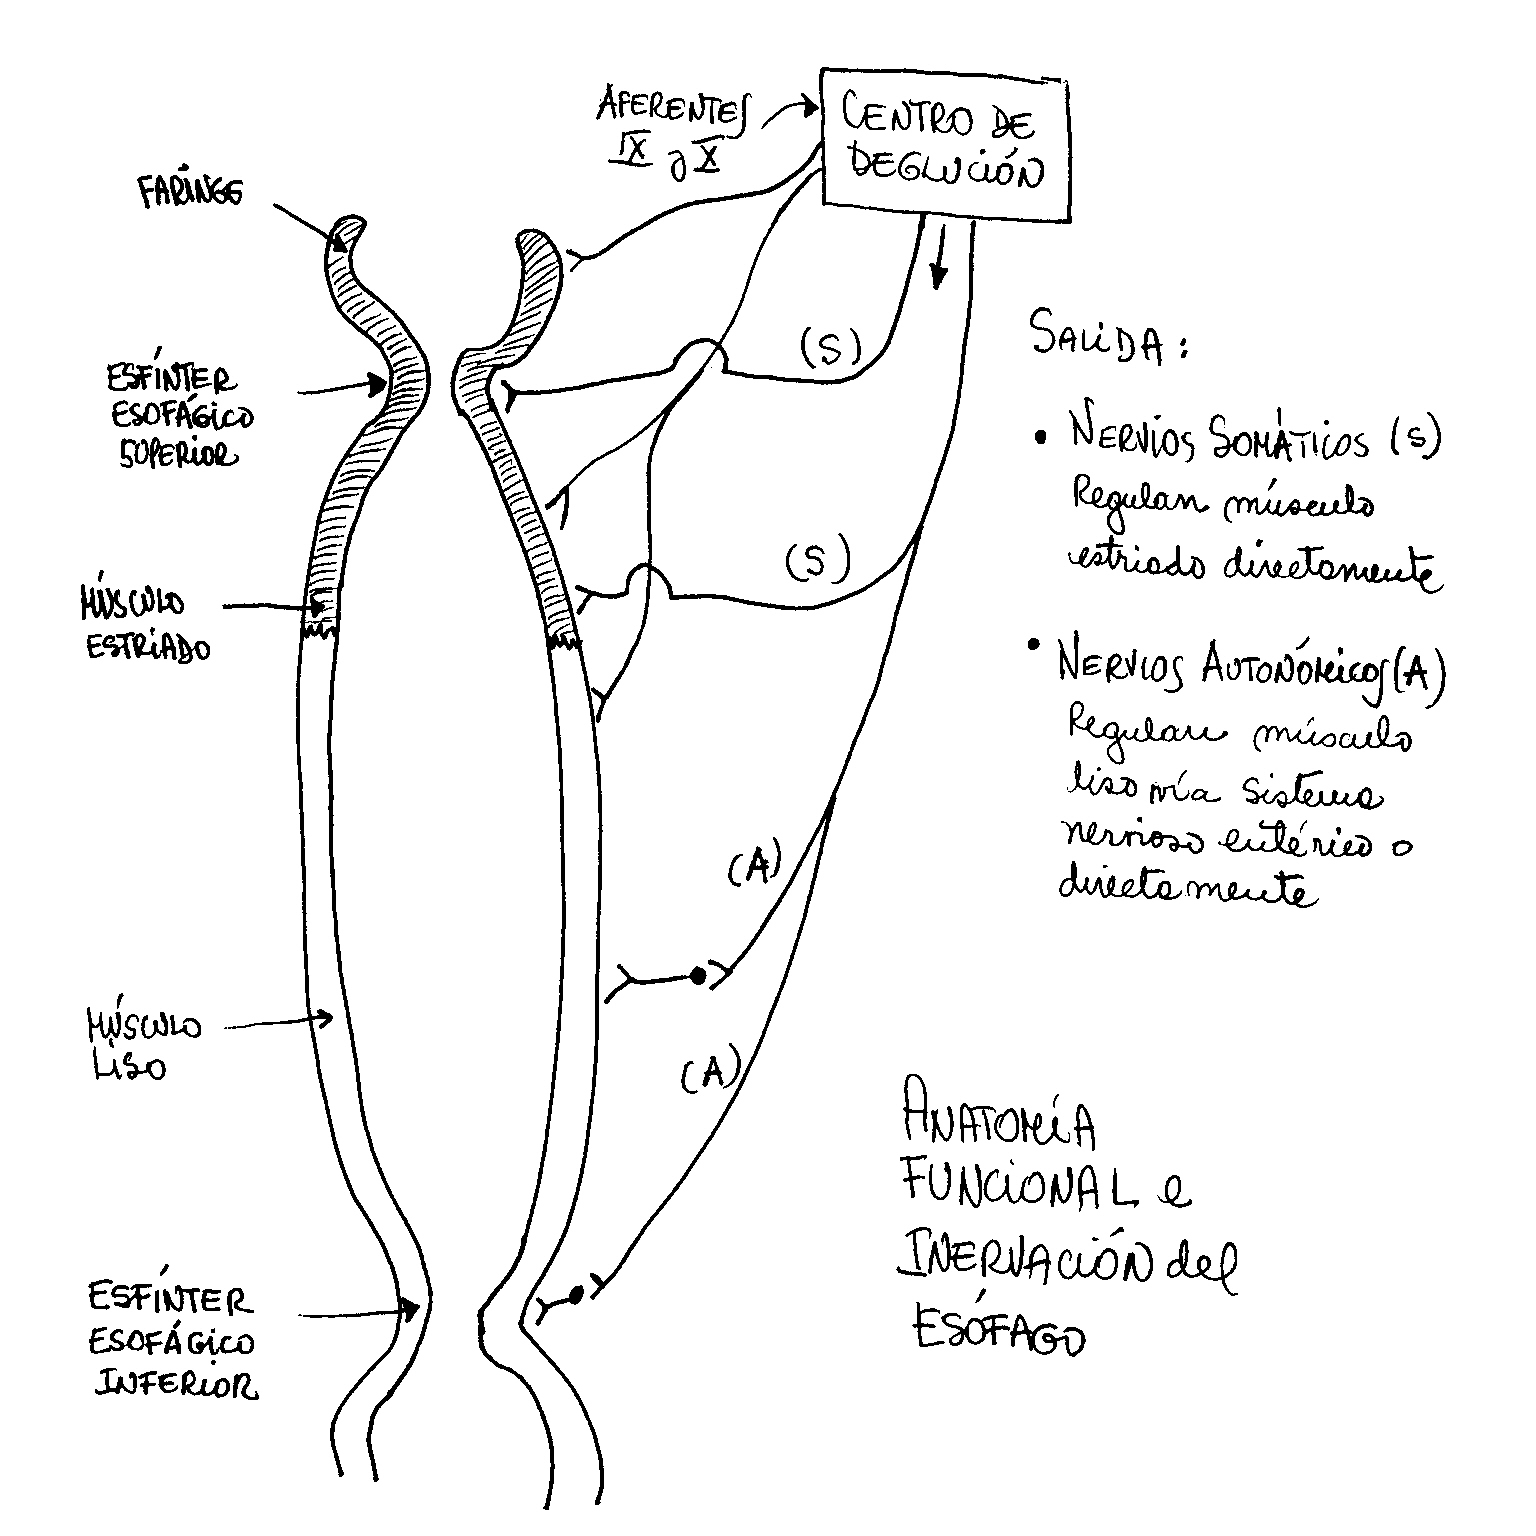 AFERENTES
IX y X
CENTRO DE
DEGLUCIÓN
FARINGE
ESFÍNTER
ESOFÁGICO
SUPERIOR
MÚSCULO
ESTRIADO
MÚSCULO
LISO
ESFÍNTER
ESOFÁGICO
INFERIOR
(S)
(S)
(A)
(A)
SALIDA:
• NERVIOS SOMÁTICOS (S)
Regulan músculo
estriado directamente
• NERVIOS AUTONÓMICOS (A)
Regulan músculo
liso vía sistema
nervioso entérico o
directamente
ANATOMÍA
FUNCIONAL e
INERVACIÓN del
ESÓFAGO